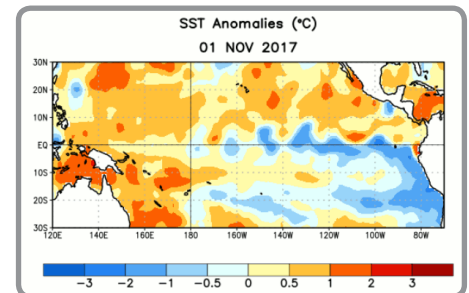 SST Anomalies (°C)
01 NOV 2017
30N
20N
10N
EQ
10S
20S
30S
120E 140E 160E 180 160W 140W 120W 100W 80W
-3 -2 -1 -0.5 0 0.5 1 2 3